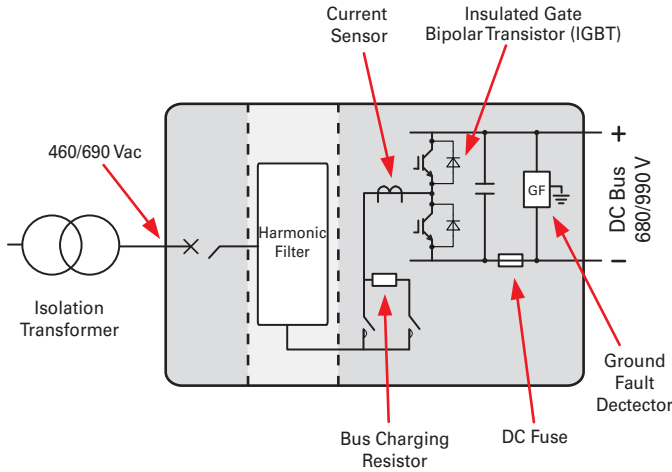 Current
Sensor
Insulated Gate
Bipolar Transistor (IGBT)
460/690 Vac
Isolation
Transformer
Harmonic
Filter
GF
+
−
DC Bus
680/990 V
Ground
Fault
Dectector
DC Fuse
Bus Charging
Resistor